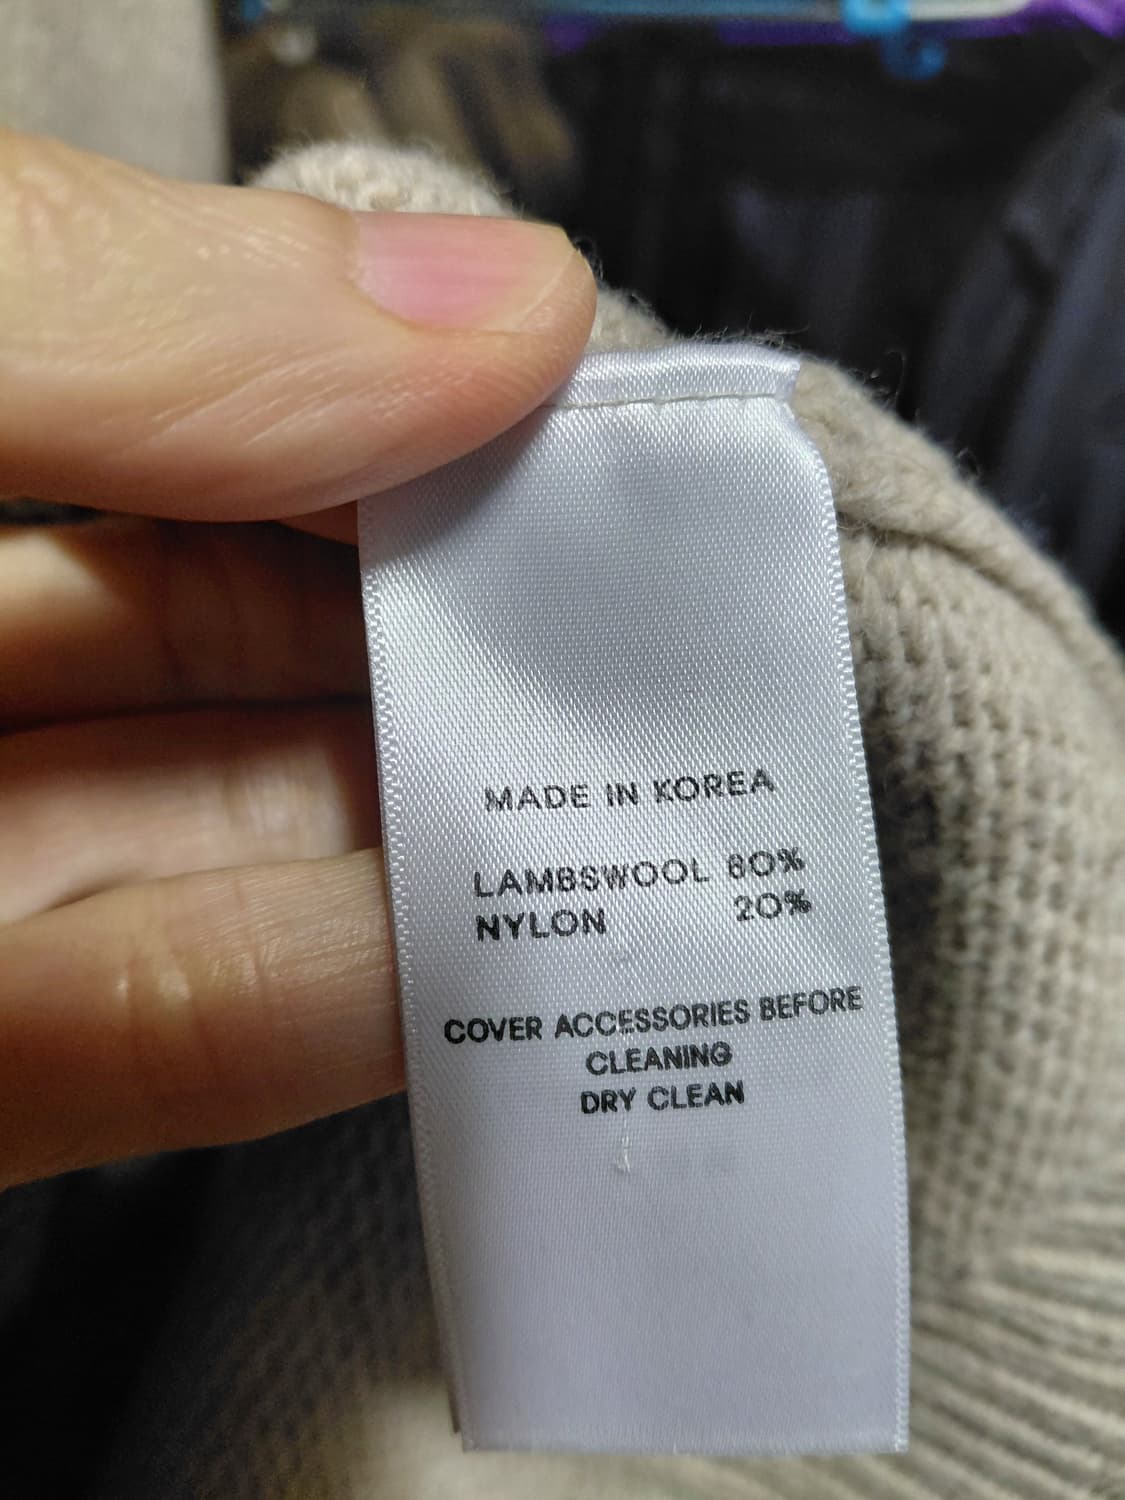 MADE IN KOREA
LAMBSWOOL 80%
NYLON 20%
COVER ACCESSORIES BEFORE
CLEANING
DRY CLEAN